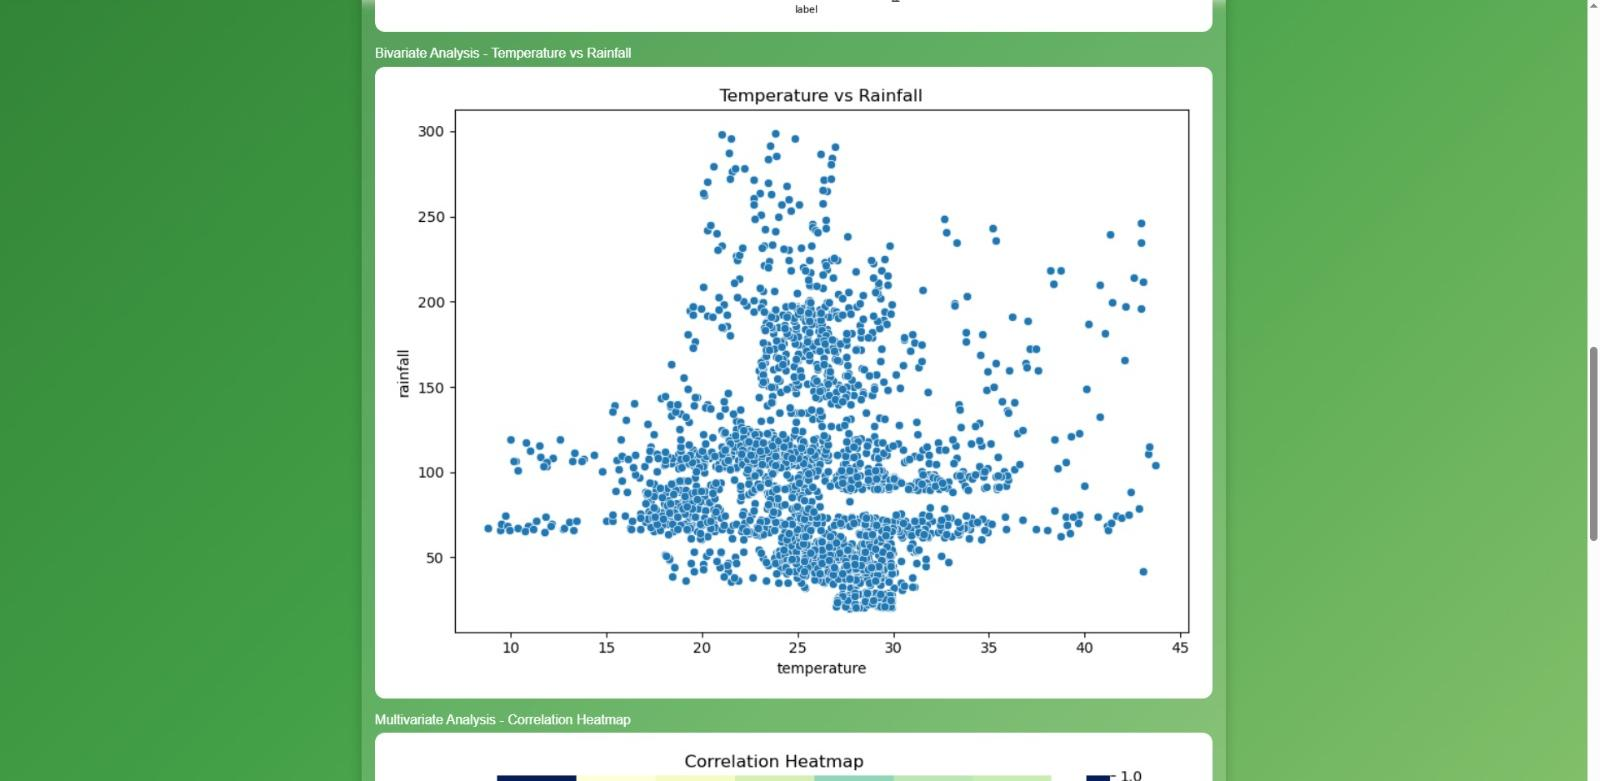 label
Bivariate Analysis - Temperature vs Rainfall
Temperature vs Rainfall
300
250
200
150
100
50
rainfall
10 15 20 25 30 35 40 45
temperature
Multivariate Analysis - Correlation Heatmap
Correlation Heatmap
1.0